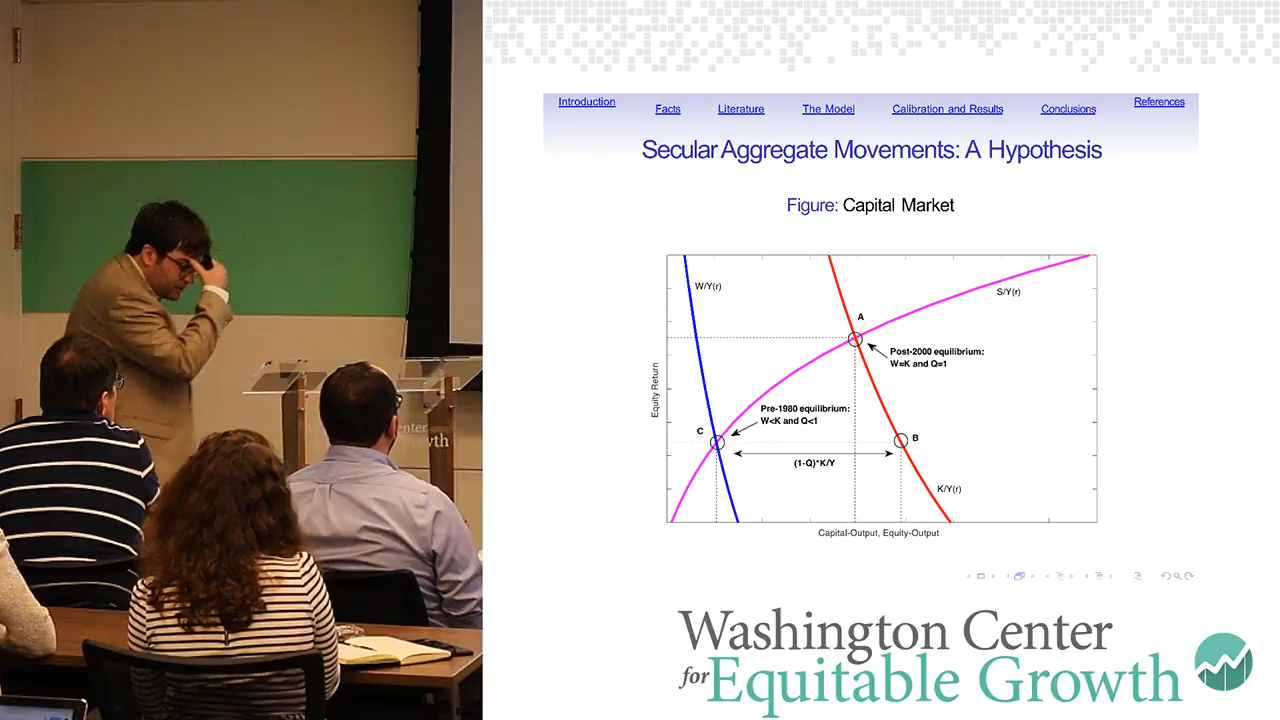 Introduction Facts Literature The Model Calibration and Results Conclusions References
Secular Aggregate Movements: A Hypothesis
Figure: Capital Market
W/Y(r)
S/Y(r)
A
Post-2000 equilibrium:
W=K and Q=1
Equity Return
Pre-1980 equilibrium:
W<K and Q<1
C
B
(1-Q)*K/Y
K/Y(r)
Capital-Output, Equity-Output
Center
Growth
Washington Center
for Equitable Growth